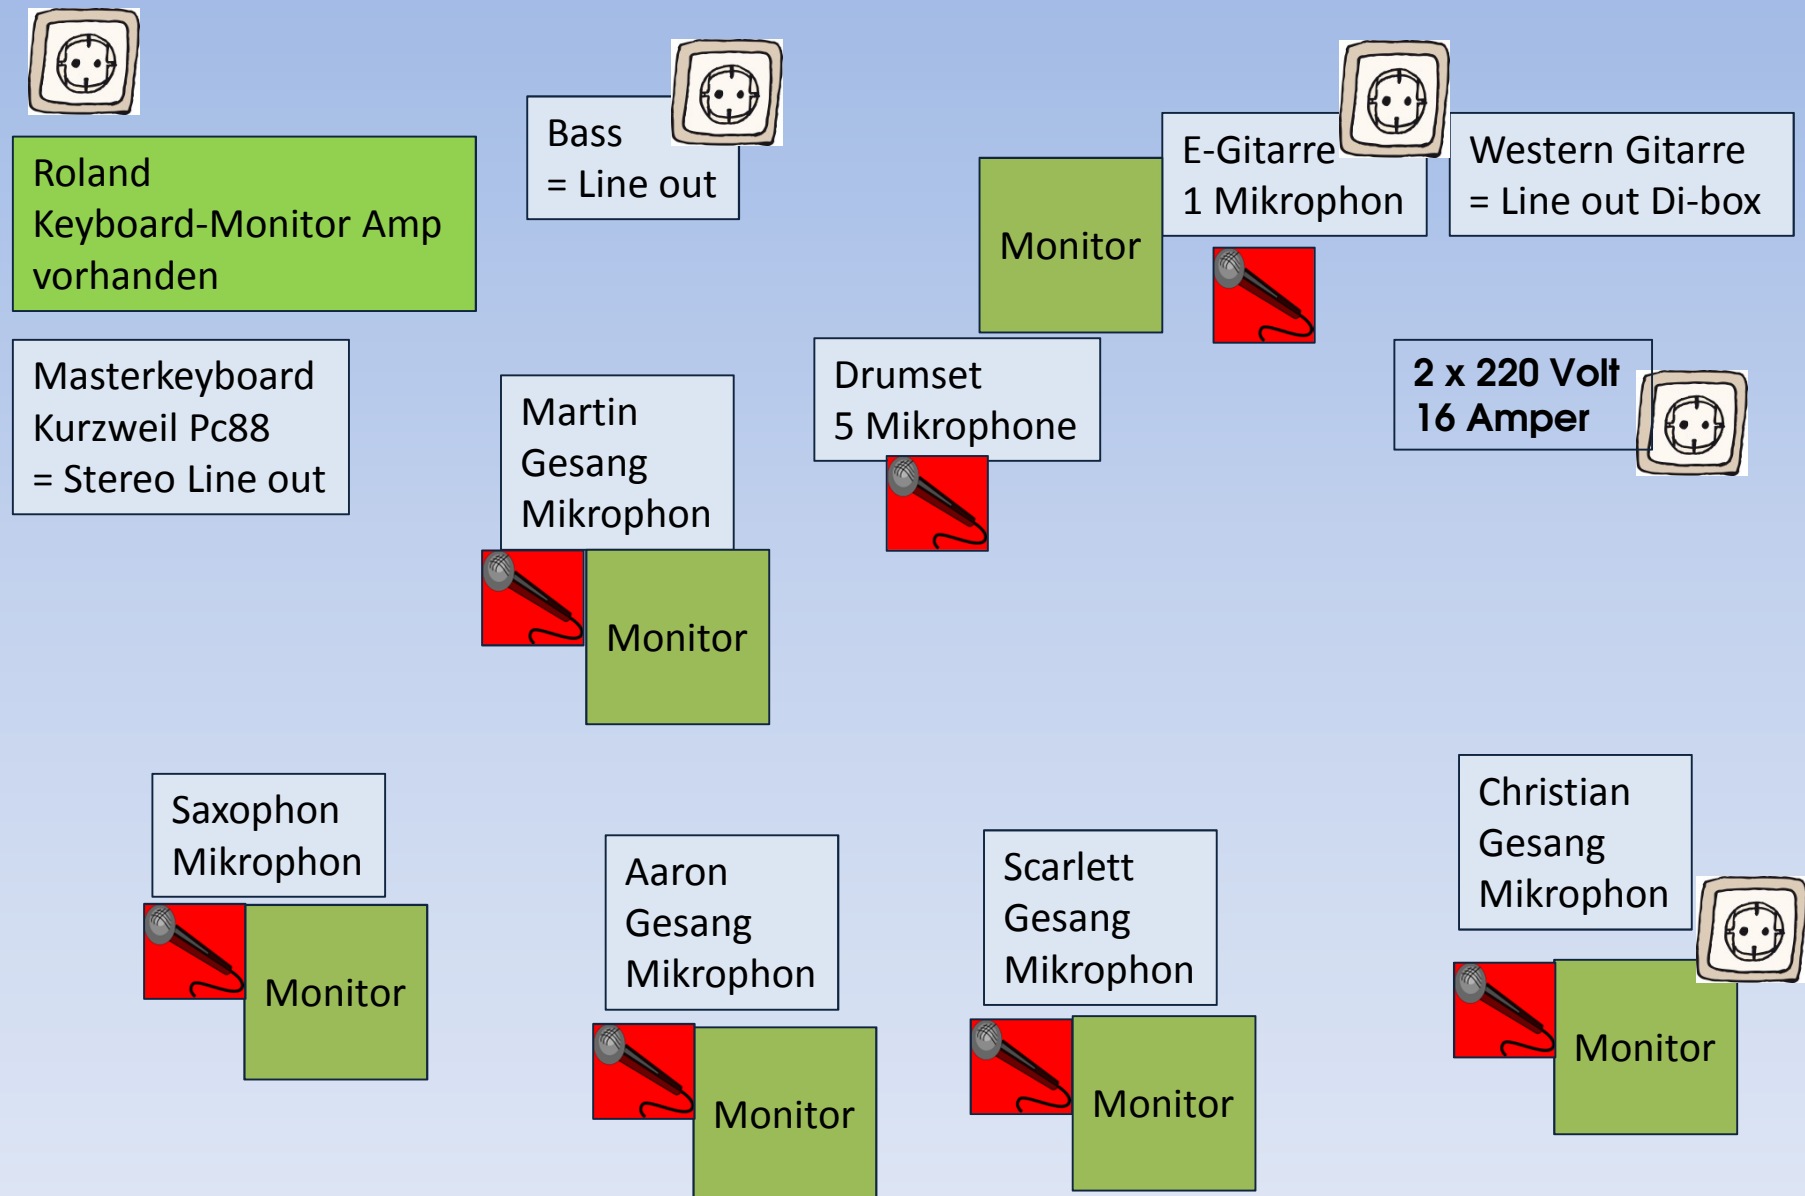 Roland
Keyboard-Monitor Amp
vorhanden
Bass
= Line out
Monitor
E-Gitarre
1 Mikrophon
Western Gitarre
= Line out Di-box
Masterkeyboard
Kurzweil Pc88
= Stereo Line out
Martin
Gesang
Mikrophon
Monitor
Drumset
5 Mikrophone
2 x 220 Volt
16 Amper
Saxophon
Mikrophon
Monitor
Aaron
Gesang
Mikrophon
Monitor
Scarlett
Gesang
Mikrophon
Monitor
Christian
Gesang
Mikrophon
Monitor